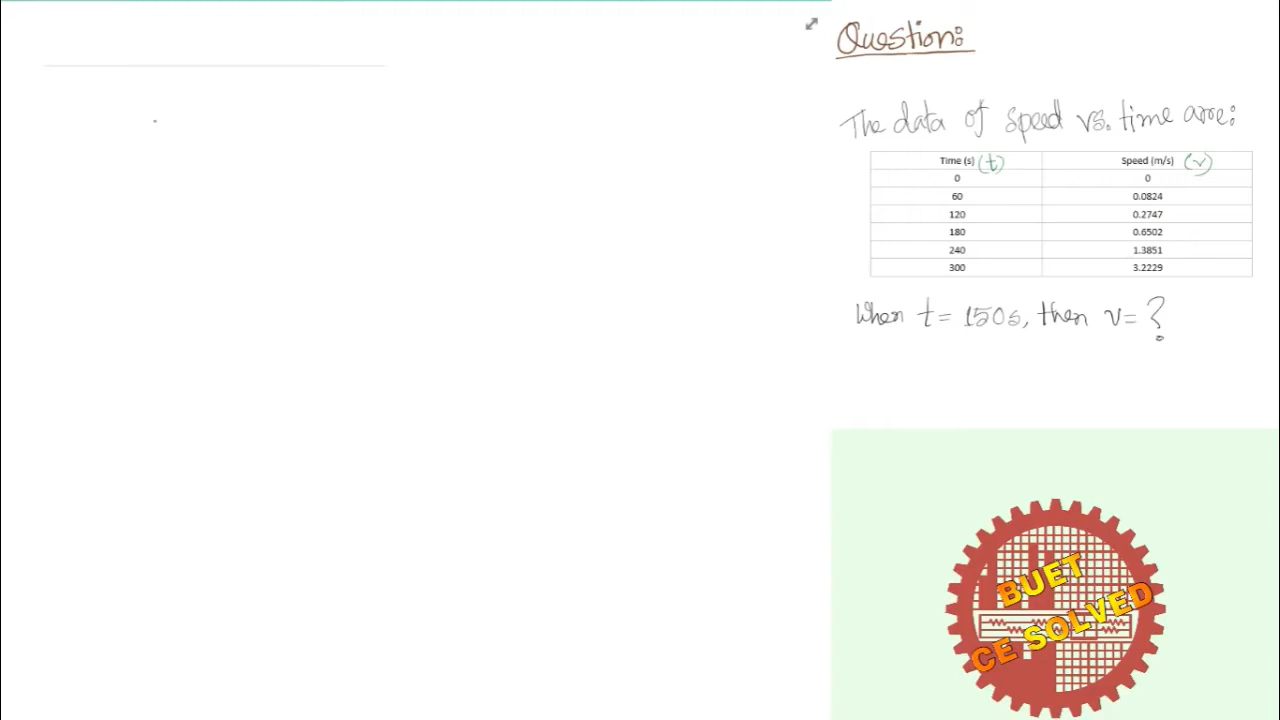 Question:
The data of speed vs. time are:
Time (s) (t) Speed (m/s) (v)
0 0
60 0.0824
120 0.2747
180 0.6502
240 1.3851
300 3.2229
When t = 150s, then v = ?
BUET
CE SOLVED